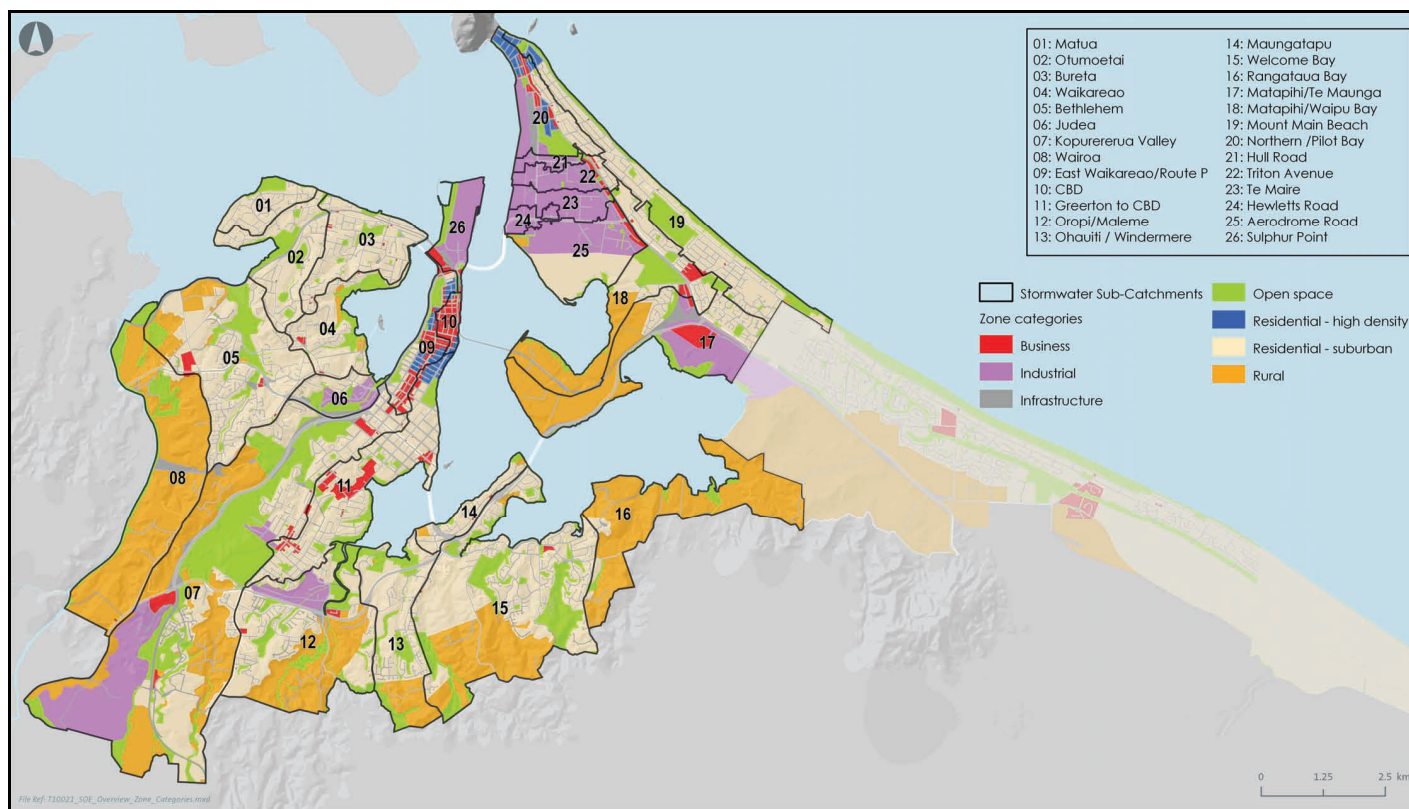 01: Matua
02: Otumoetai
03: Bureta
04: Waikareao
05: Bethlehem
06: Judea
07: Kopurererua Valley
08: Wairoa
09: East Waikareao/Route P
10: CBD
11: Greerton to CBD
12: Oropi/Maleme
13: Ohauiti / Windermere
14: Maungatapu
15: Welcome Bay
16: Rangataua Bay
17: Matapihi/Te Maunga
18: Matapihi/Waipu Bay
19: Mount Main Beach
20: Northern /Pilot Bay
21: Hull Road
22: Triton Avenue
23: Te Maire
24: Hewletts Road
25: Aerodrome Road
26: Sulphur Point
Stormwater Sub-Catchments
Zone categories
Business
Industrial
Infrastructure
Open space
Residential - high density
Residential - suburban
Rural
20
21
22
23
24
19
26
25
01
03
02
18
04
10
05
09
17
06
08
11
14
16
07
15
12
13
0 1.25 2.5 km
File Ref: T10021_SOE_Overview_Zone_Categories.mxd